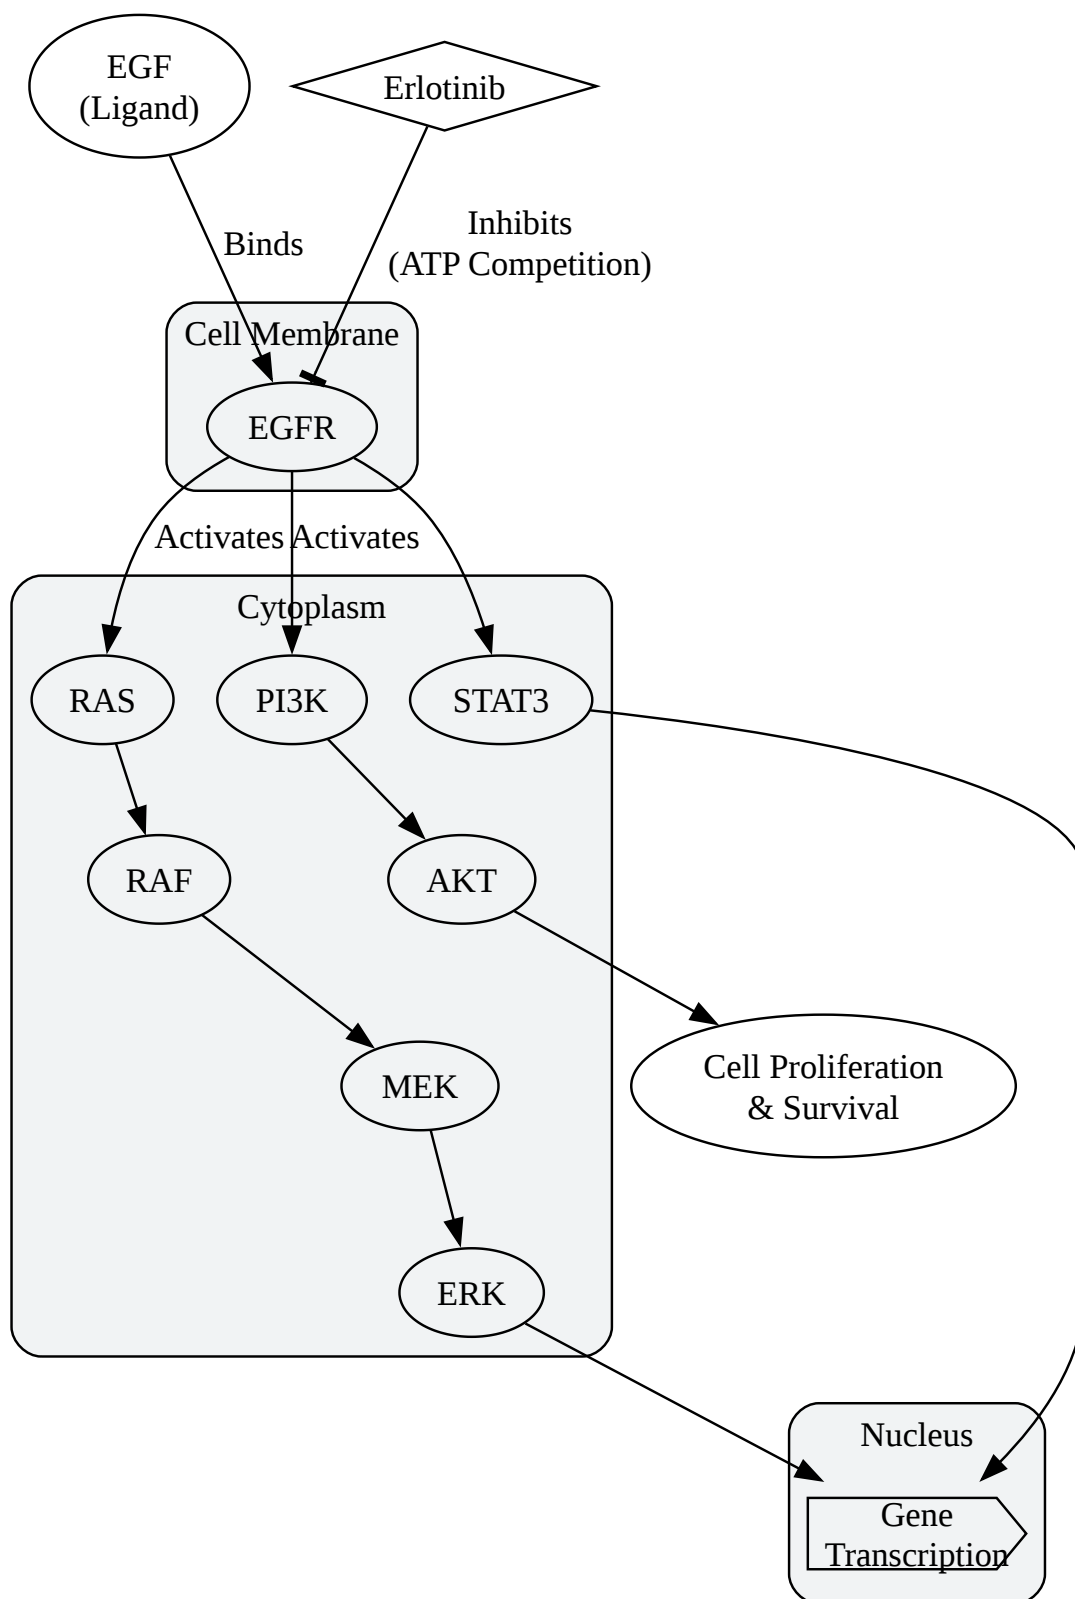 EGF
(Ligand)
Erlotinib
Binds
Inhibits
(ATP Competition)
Cell Membrane
EGFR
Activates
Activates
Cytoplasm
RAS
PI3K
STAT3
RAF
AKT
MEK
Cell Proliferation
& Survival
ERK
Nucleus
Gene
Transcription